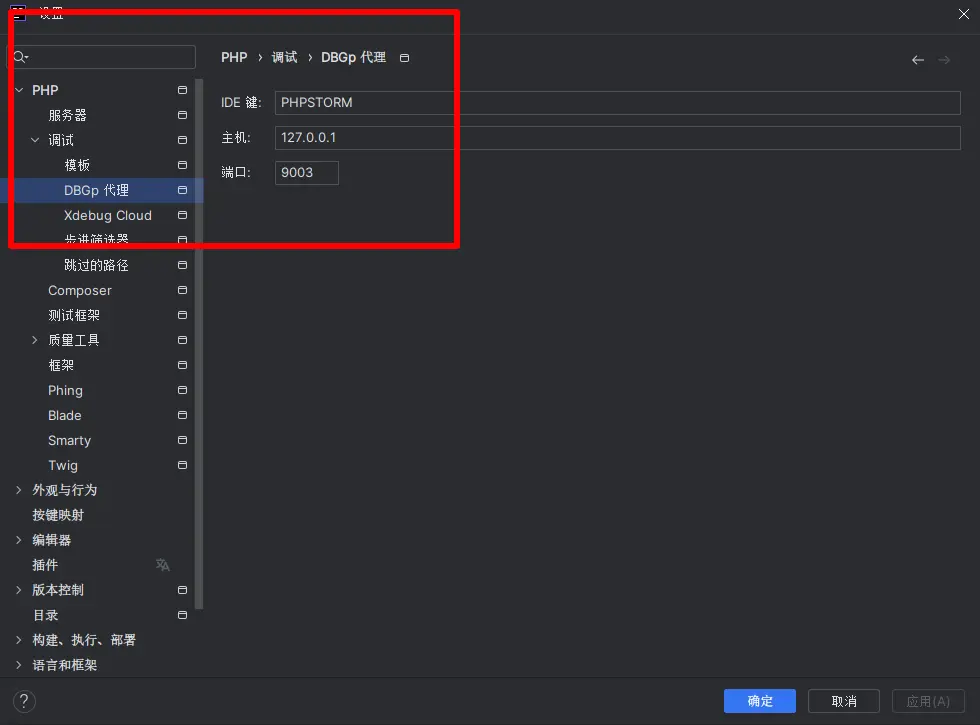 设置
PHP › 调试 › DBGp 代理
PHP
服务器
调试
模板
DBGp 代理
Xdebug Cloud
步进筛选器
跳过的路径
Composer
测试框架
质量工具
框架
Phing
Blade
Smarty
Twig
外观与行为
按键映射
编辑器
插件
版本控制
目录
构建、执行、部署
语言和框架
IDE 键: PHPSTORM
主机: 127.0.0.1
端口: 9003
?
确定 取消 应用(A)